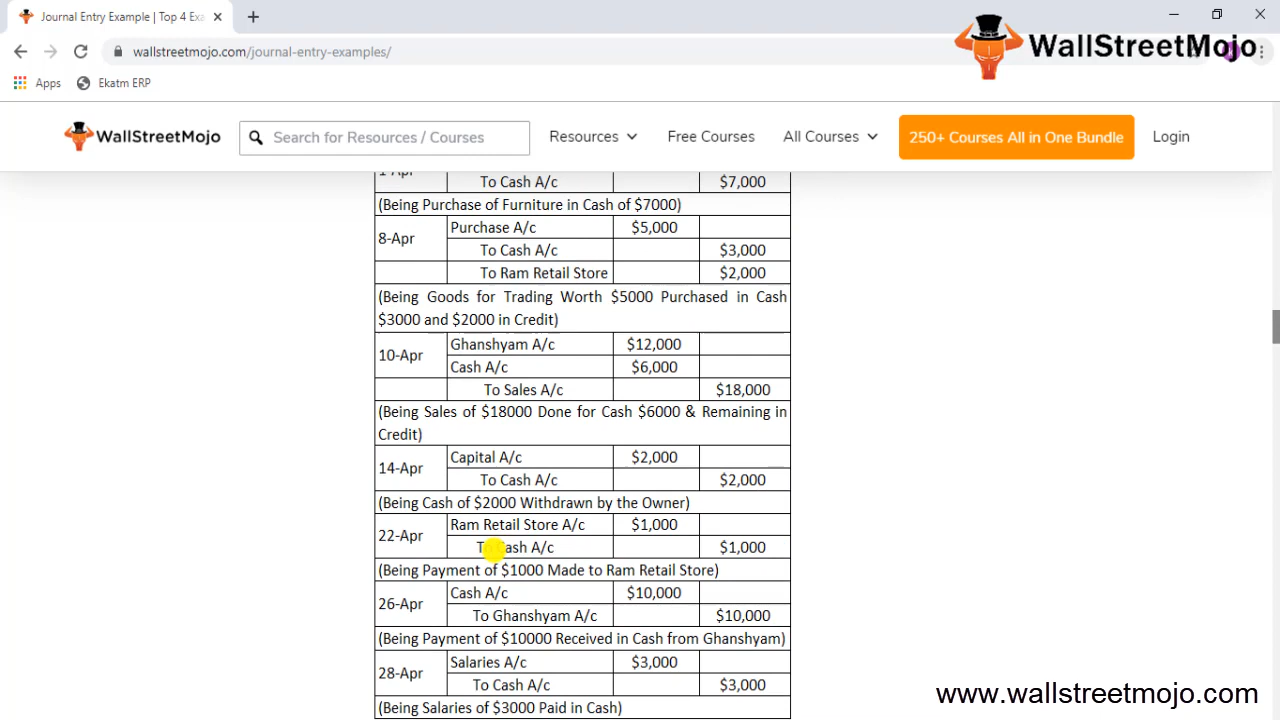 Journal Entry Example | Top 4 Exa
wallstreetmojo.com/journal-entry-examples/
WallStreetMojo
Apps Ekatm ERP
WallStreetMojo Search for Resources / Courses Resources Free Courses All Courses 250+ Courses All in One Bundle Login
1-Apr To Cash A/c $7,000
(Being Purchase of Furniture in Cash of $7000)
8-Apr Purchase A/c $5,000
To Cash A/c $3,000
To Ram Retail Store $2,000
(Being Goods for Trading Worth $5000 Purchased in Cash
$3000 and $2000 in Credit)
10-Apr Ghanshyam A/c $12,000
Cash A/c $6,000
To Sales A/c $18,000
(Being Sales of $18000 Done for Cash $6000 & Remaining in
Credit)
14-Apr Capital A/c $2,000
To Cash A/c $2,000
(Being Cash of $2000 Withdrawn by the Owner)
22-Apr Ram Retail Store A/c $1,000
To Cash A/c $1,000
(Being Payment of $1000 Made to Ram Retail Store)
26-Apr Cash A/c $10,000
To Ghanshyam A/c $10,000
(Being Payment of $10000 Received in Cash from Ghanshyam)
28-Apr Salaries A/c $3,000
To Cash A/c $3,000
(Being Salaries of $3000 Paid in Cash)
www.wallstreetmojo.com